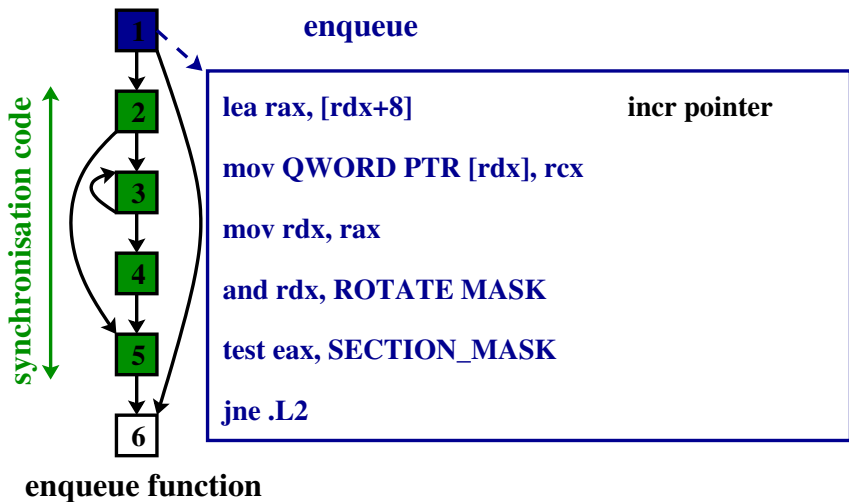 enqueue
1
2
3
4
5
6
synchronisation code
lea rax, [rdx+8] incr pointer
mov QWORD PTR [rdx], rcx
mov rdx, rax
and rdx, ROTATE MASK
test eax, SECTION_MASK
jne .L2
enqueue function